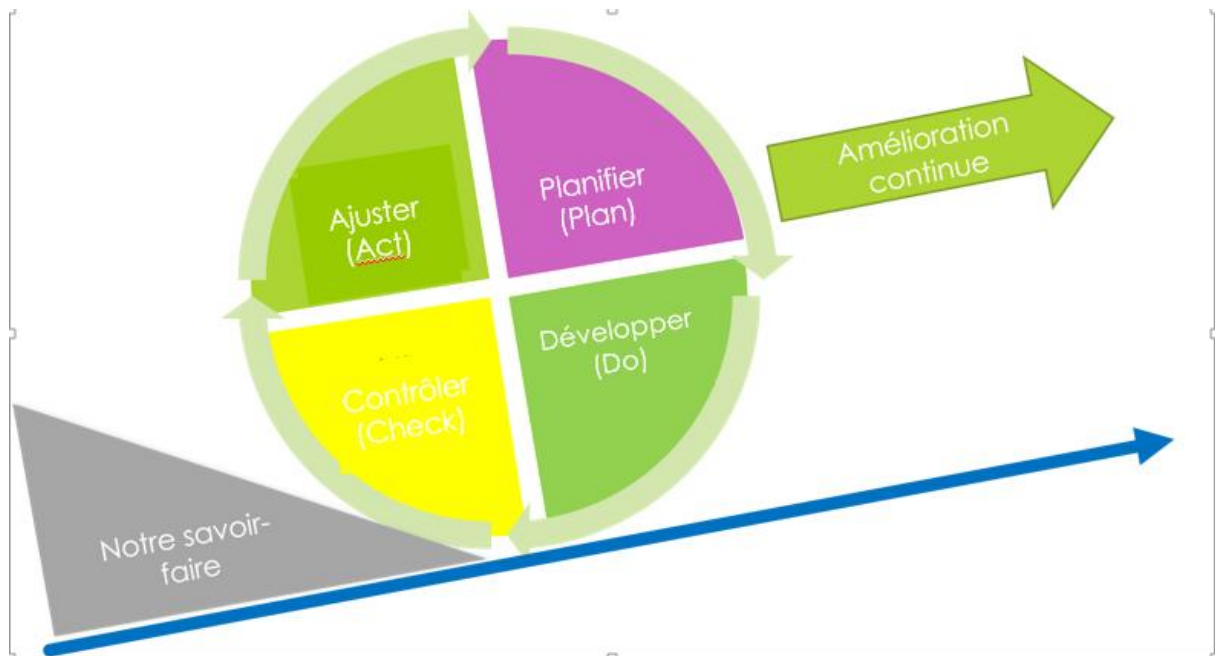 Ajuster
(Act)
Planifier
(Plan)
Amélioration
continue
Contrôler
(Check)
Développer
(Do)
Notre savoir-
faire